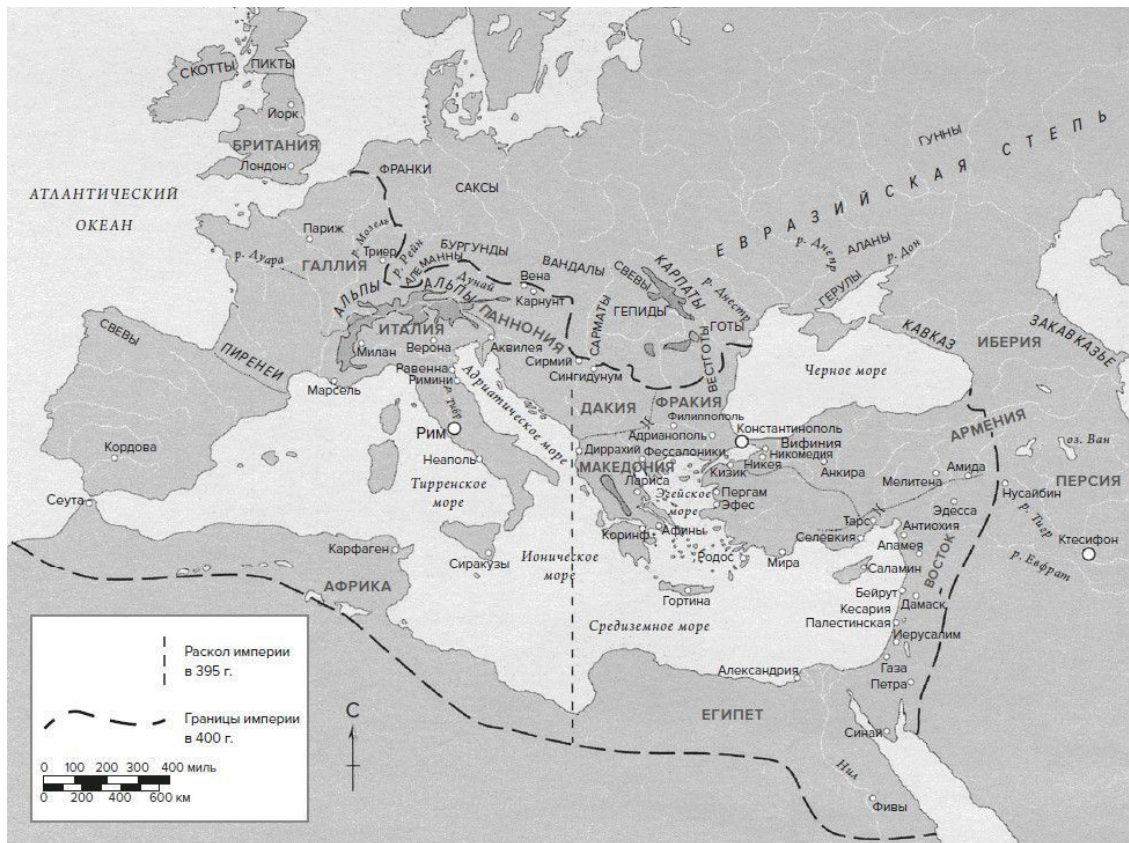 СКОТТЫ
ПИКТЫ
Йорк
БРИТАНИЯ
Лондон
АТЛАНТИЧЕСКИЙ
ОКЕАН
ФРАНКИ
САКСЫ
ГУННЫ
ЕВРАЗИЙСКАЯ СТЕПЬ
Париж
р. Мозель
Триер
р. Рейн
р. Луара
ГАЛЛИЯ
АЛЕМАННЫ
БУРГУНДЫ
Дунай
Вена
Карнунт
ВАНДАЛЫ
СВЕВЫ
КАРПАТЫ
р. Днестр
р. Днепр
АЛАНЫ
р. Дон
ГЕРУЛЫ
АЛЬПЫ
АЛЬПЫ
ПАННОНИЯ
САРМАТЫ
ГЕПИДЫ
ВЕСТГОТЫ
ГОТЫ
СВЕВЫ
ПИРЕНЕИ
ИТАЛИЯ
Милан
Верона
Аквилея
Равенна
Римини
Марсель
р. Тибр
Адриатическое море
Сирмий
Сингидунум
КАВКАЗ
ИБЕРИЯ
ЗАКАВКАЗЬЕ
Черное море
ДАКИЯ
ФРАКИЯ
Филиппополь
Константинополь
Адрианополь
Вифиния
Никомедия
Никея
Кизик
Анкира
АРМЕНИЯ
оз. Ван
Рим
Неаполь
Диррахий
Фессалоники
МАКЕДОНИЯ
Лариса
Эгейское
море
Пергам
Эфес
Мелитена
Амида
Нусайбин
ПЕРСИЯ
р. Тигр
Ктесифон
р. Евфрат
Эдесса
Кордова
Сеута
Тирренское
море
Коринф
Афины
Родос
Мира
Тарс
Селевкия
Антиохия
Апамея
ВОСТОК
Саламин
Карфаген
АФРИКА
Сиракузы
Ионическое
море
Гортина
Средиземное море
Бейрут
Дамаск
Кесария
Палестинская
Иерусалим
Александрия
Газа
Петра
ЕГИПЕТ
Синай
Нил
Фивы
Раскол империи
в 395 г.
Границы империи
в 400 г.
С
0 100 200 300 400 миль
0 200 400 600 км